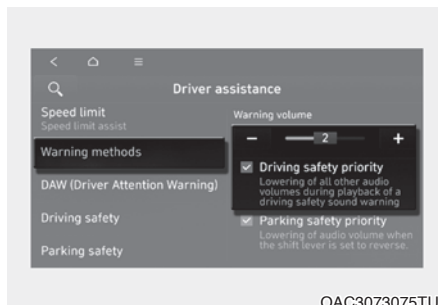 Driver assistance
Speed limit
Speed limit assist
Warning methods
DAW (Driver Attention Warning)
Driving safety
Parking safety
Warning volume
− 2 +
Driving safety priority
Lowering of all other audio
volumes during playback of a
driving safety sound warning
Parking safety priority
Lowering of audio volume when
the shift lever is set to reverse.
OAC3073075TU